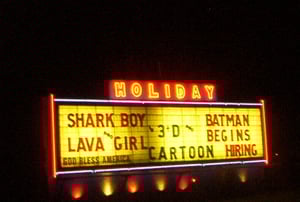 HOLIDAY
SHARK BOY 3-D BATMAN
LAVA GIRL BEGINS
GOD BLESS AMERICA CARTOON HIRING